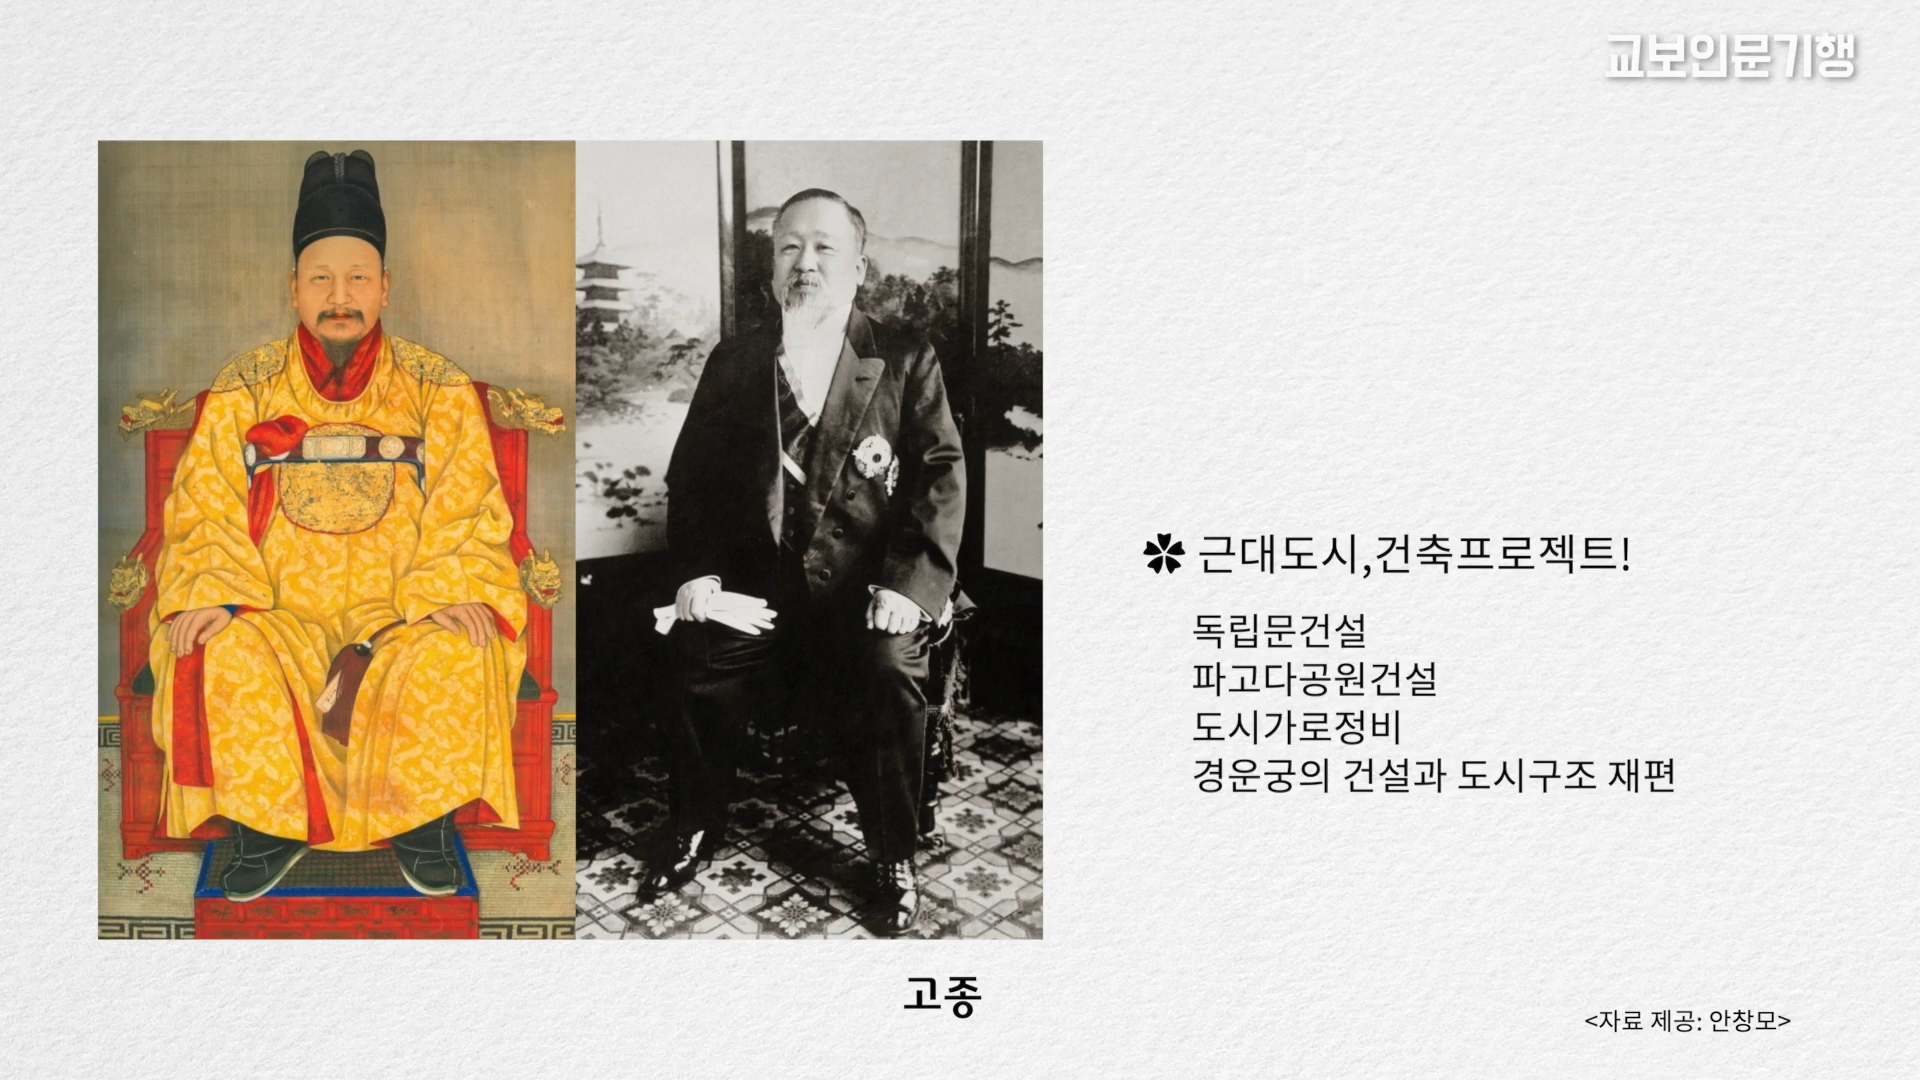 교보인문기행
✽ 근대도시,건축프로젝트!
독립문건설
파고다공원건설
도시가로정비
경운궁의 건설과 도시구조 재편
고종
<자료 제공: 안창모>